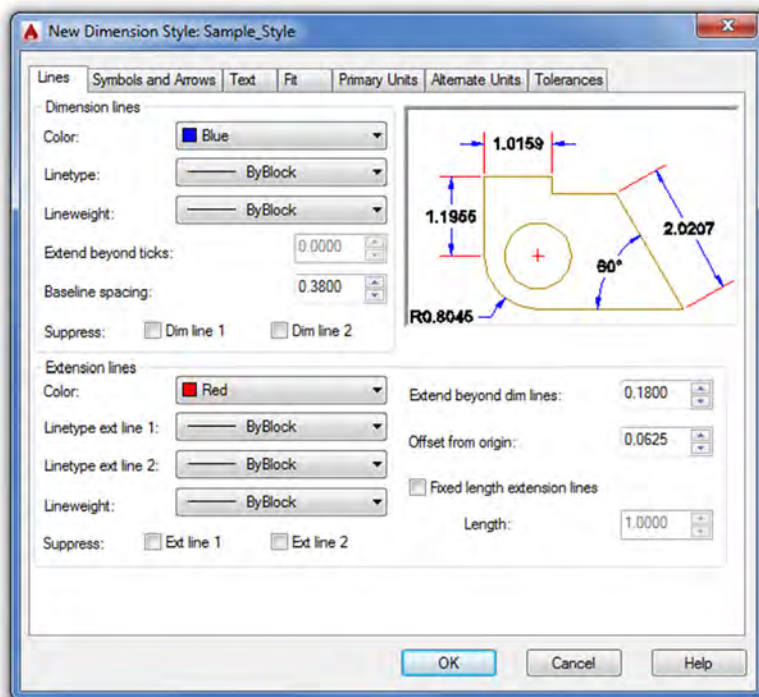 New Dimension Style: Sample_Style
Lines Symbols and Arrows Text Fit Primary Units Alternate Units Tolerances
Dimension lines
Color: Blue
Linetype: ByBlock
Lineweight: ByBlock
Extend beyond ticks: 0.0000
Baseline spacing: 0.3800
Suppress: Dim line 1 Dim line 2
1.0159
1.1955
2.0207
60°
R0.8045
Extension lines
Color: Red
Linetype ext line 1: ByBlock
Linetype ext line 2: ByBlock
Lineweight: ByBlock
Suppress: Ext line 1 Ext line 2
Extend beyond dim lines: 0.1800
Offset from origin: 0.0625
Fixed length extension lines
Length: 1.0000
OK Cancel Help